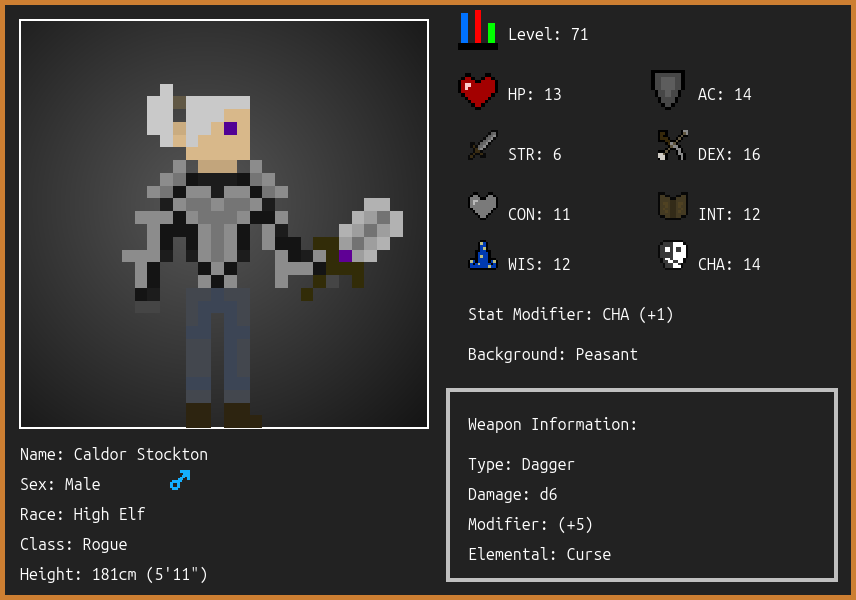 Level: 71
HP: 13
AC: 14
STR: 6
DEX: 16
CON: 11
INT: 12
WIS: 12
CHA: 14
Stat Modifier: CHA (+1)
Background: Peasant
Weapon Information:
Type: Dagger
Damage: d6
Modifier: (+5)
Elemental: Curse
Name: Caldor Stockton
Sex: Male
Race: High Elf
Class: Rogue
Height: 181cm (5'11")